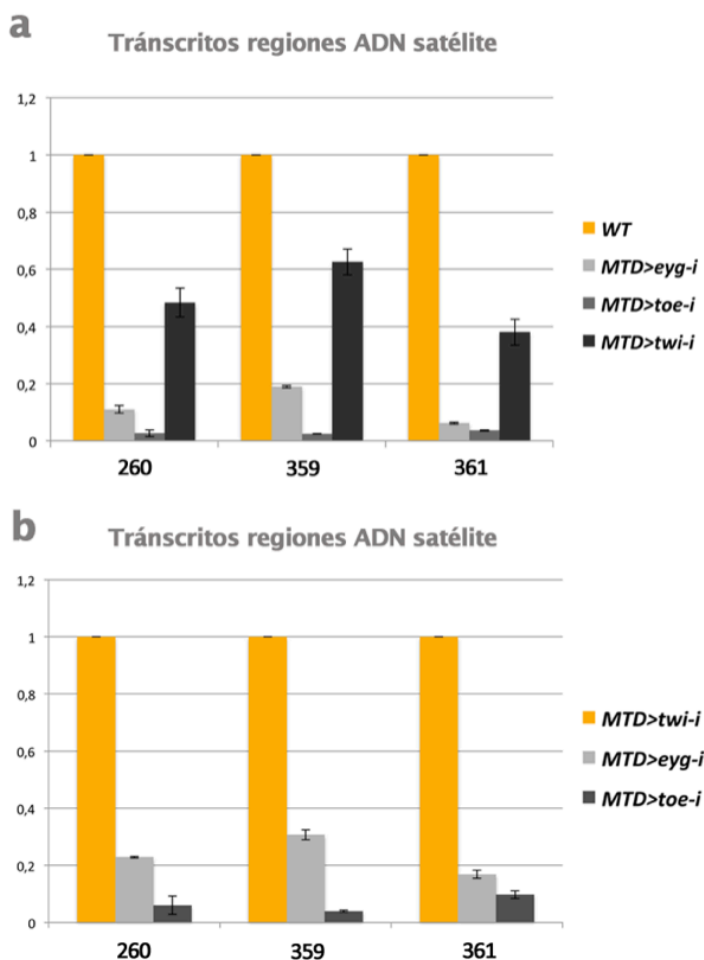 a
Tránscritos regiones ADN satélite
1,2
1
0,8
0,6
0,4
0,2
0
260 359 361
WT
MTD>eyg-i
MTD>toe-i
MTD>twi-i
b
Tránscritos regiones ADN satélite
1,2
1
0,8
0,6
0,4
0,2
0
260 359 361
MTD>twi-i
MTD>eyg-i
MTD>toe-i